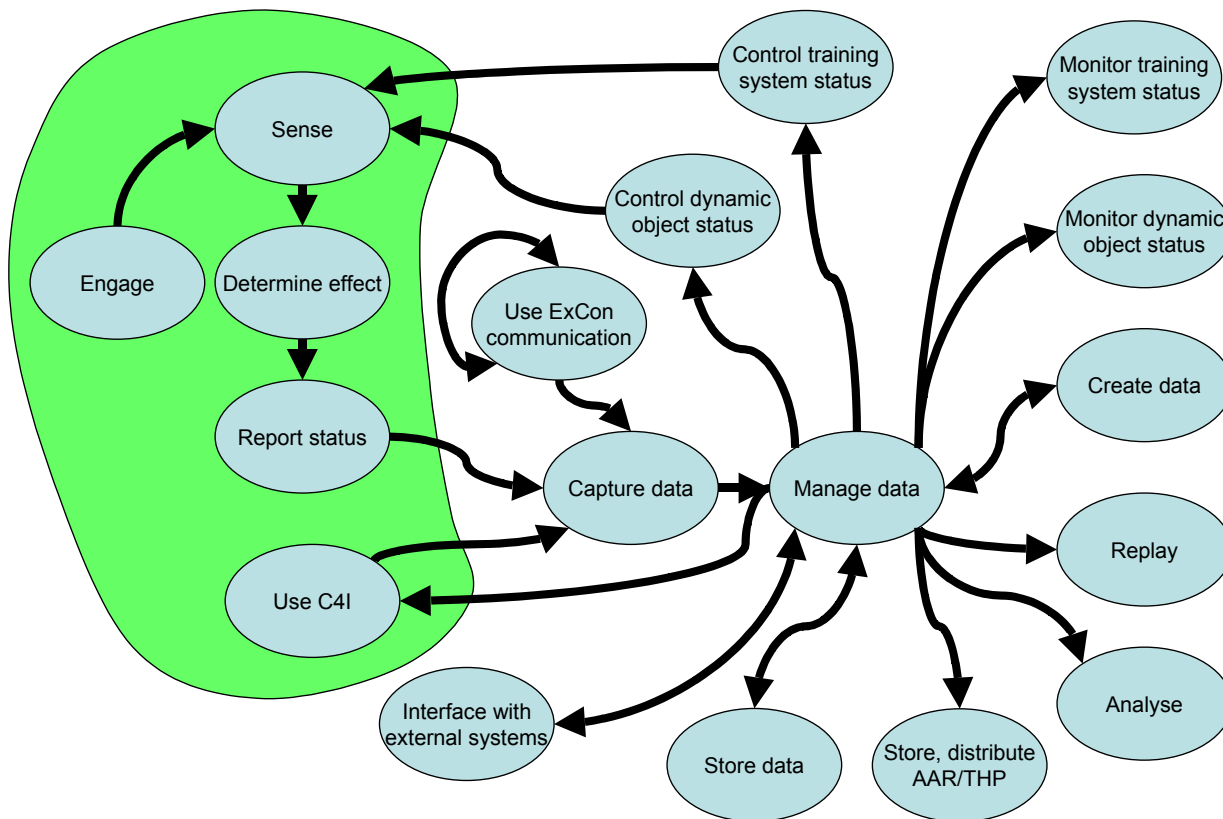 Control training
system status
Monitor training
system status
Sense
Control dynamic
object status
Monitor dynamic
object status
Engage
Determine effect
Use ExCon
communication
Create data
Report status
Capture data
Manage data
Replay
Use C4I
Interface with
external systems
Store data
Store, distribute
AAR/THP
Analyse